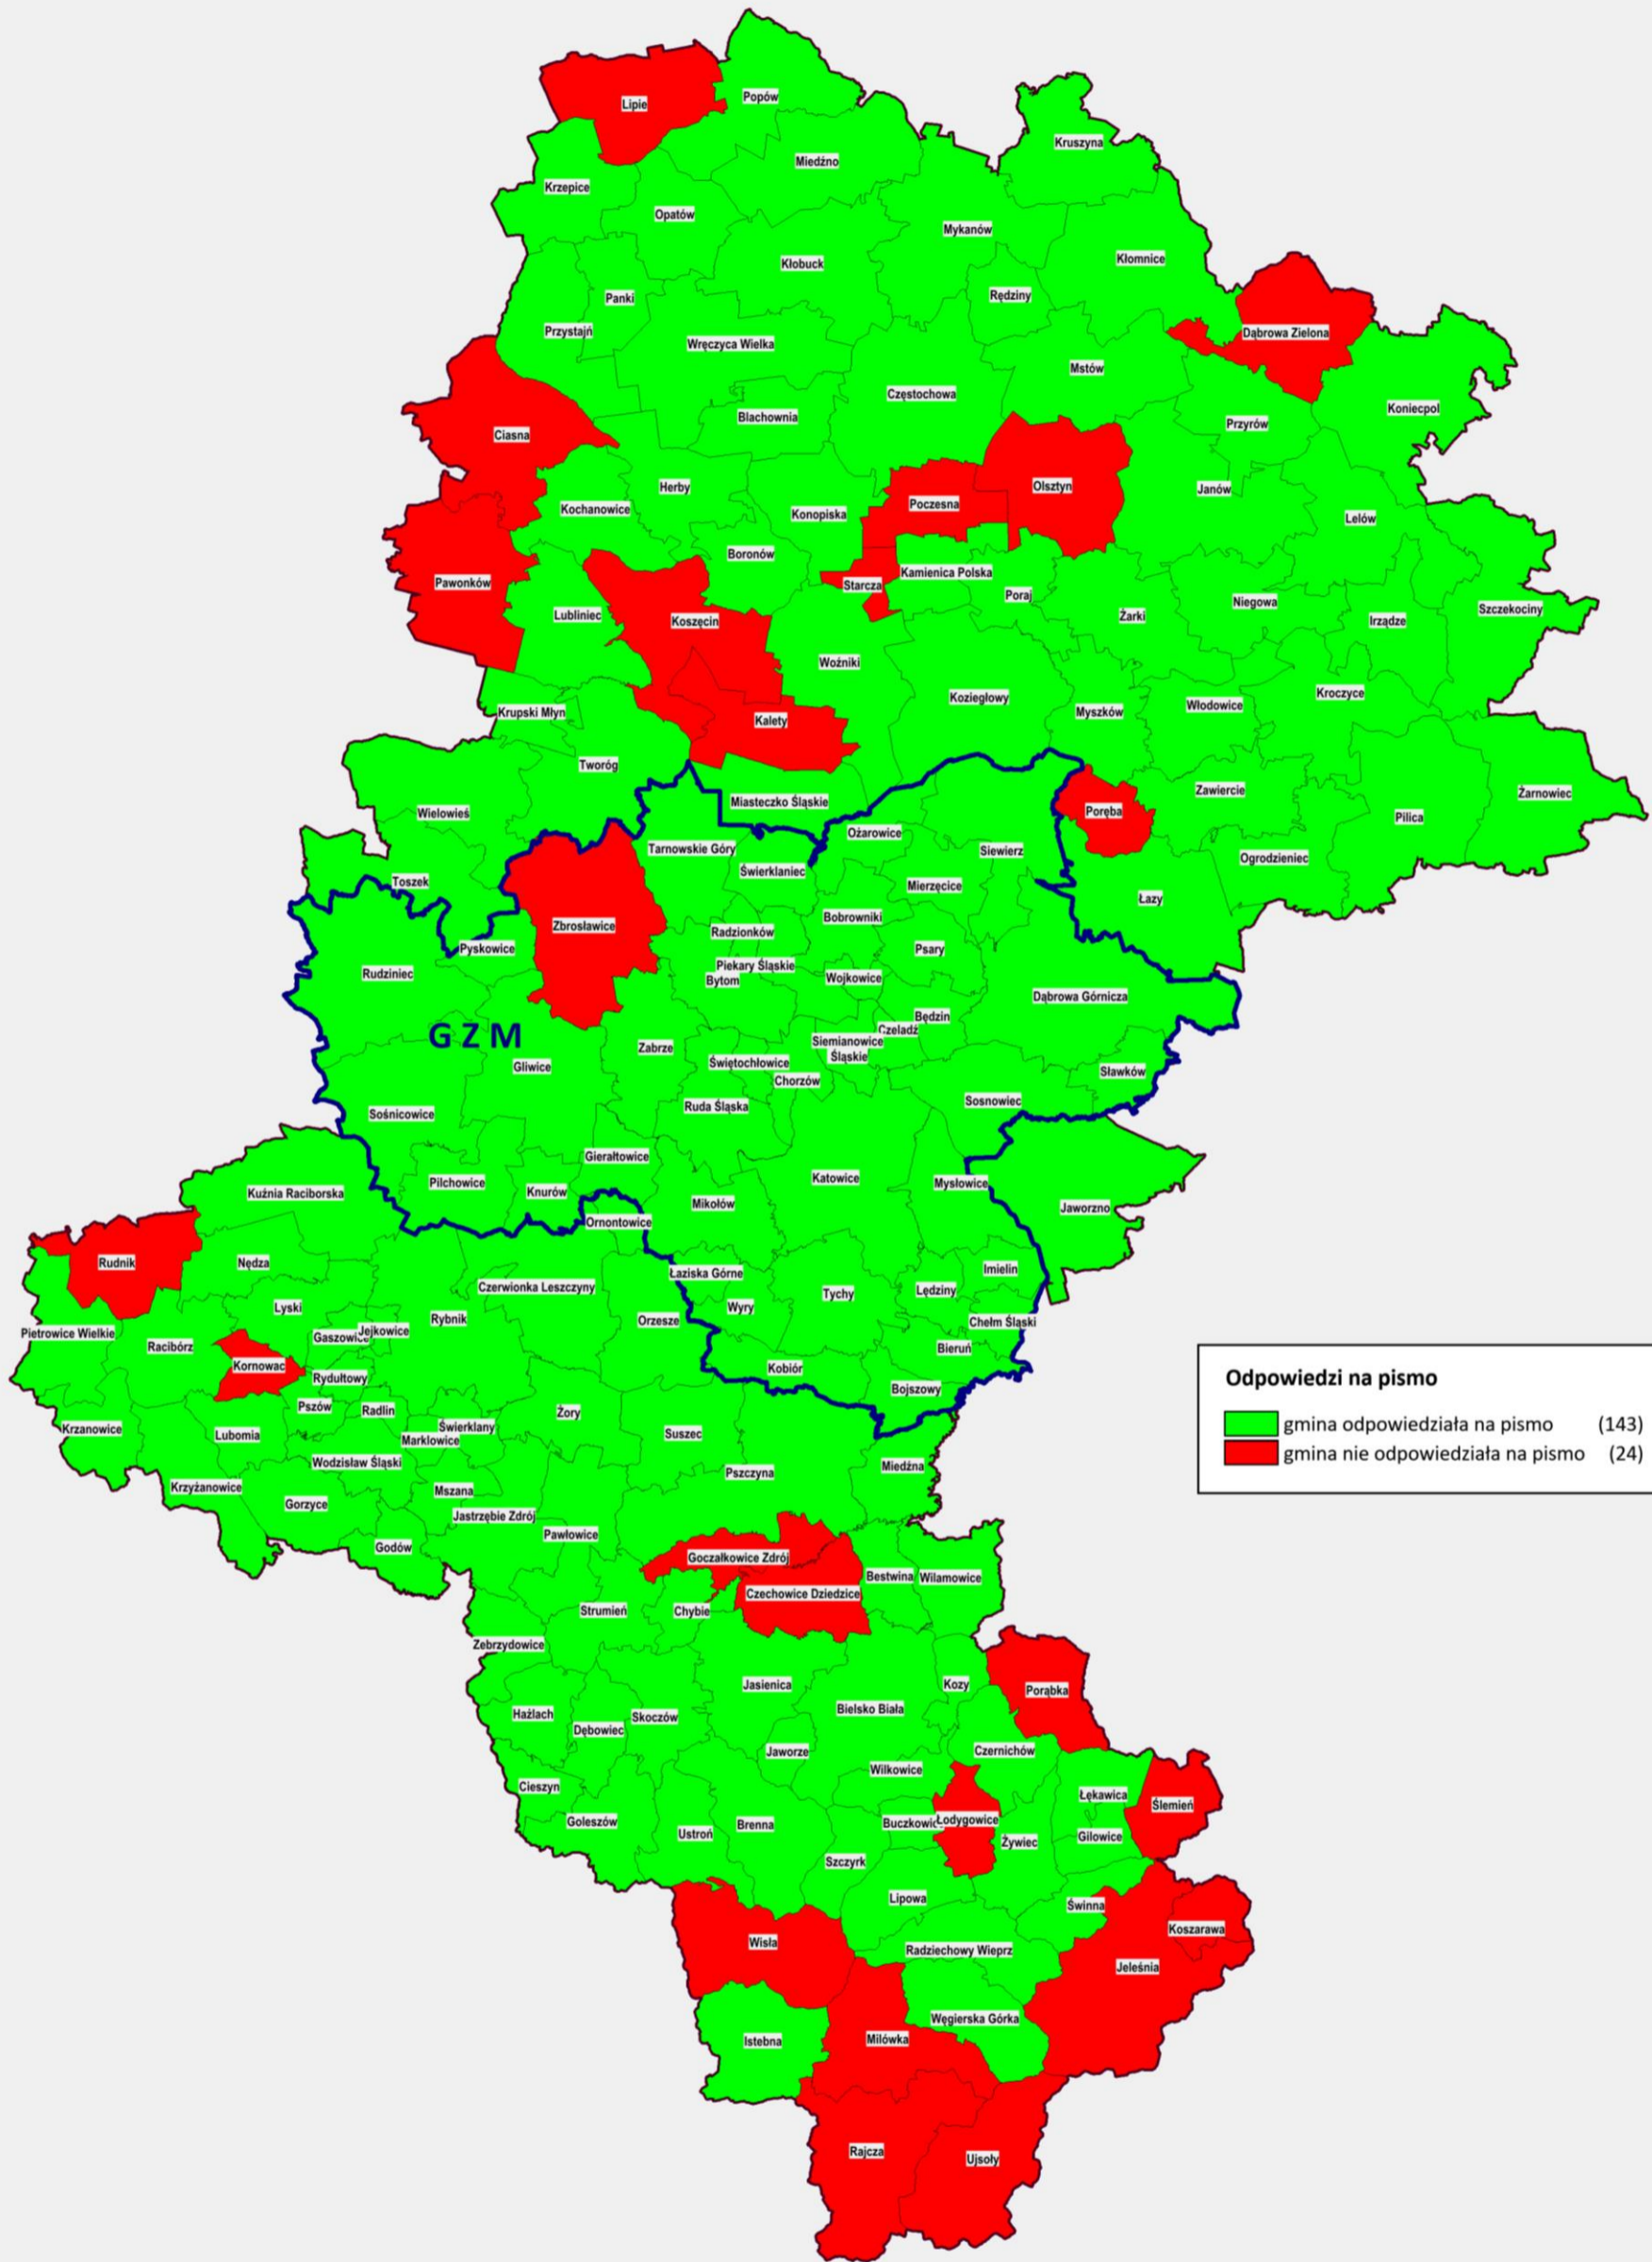 Lipie
Popów
Kruszyna
Miedźno
Krzepice
Opatów
Mykanów
Kłobuck
Kłomnice
Rędziny
Panki
Przystajń
Dąbrowa Zielona
Wręczyca Wielka
Mstów
Częstochowa
Koniecpol
Blachownia
Przyrów
Ciasna
Herby
Olsztyn
Janów
Poczesna
Kochanowice
Konopiska
Lelów
Boronów
Kamienica Polska
Pawonków
Starcza
Poraj
Niegowa
Szczekociny
Lubliniec
Koszęcin
Żarki
Irządze
Woźniki
Koziegłowy
Kroczyce
Włodowice
Krupski Młyn
Kalety
Myszków
Tworóg
Zawiercie
Żarnowiec
Miasteczko Śląskie
Wielowieś
Poręba
Pilica
Ożarowice
Tarnowskie Góry
Siewierz
Ogrodzieniec
Świerklaniec
Toszek
Mierzęcice
Łazy
Bobrowniki
Zbrosławice
Radzionków
Pyskowice
Psary
Piekary Śląskie
Rudziniec
Bytom
Wojkowice
Dąbrowa Górnicza
Będzin
Czeladź
GZM
Siemianowice
Śląskie
Zabrze
Gliwice
Świętochłowice
Sławków
Chorzów
Sosnowiec
Ruda Śląska
Sośnicowice
Gierałtowice
Katowice
Pilchowice
Mysłowice
Kuźnia Raciborska
Knurów
Mikołów
Jaworzno
Ornontowice
Rudnik
Nędza
Imielin
Łaziska Górne
Czerwionka Leszczyny
Lędziny
Tychy
Lyski
Wyry
Rybnik
Orzesze
Chełm Śląski
Pietrowice Wielkie
Jejkowice
Racibórz
Bieruń
Kornowac
Kobiór
Rydułtowy
Bojszowy
Odpowiedzi na pismo
Pszów
Radlin
Żory
gmina odpowiedziała na pismo (143)
Krzanowice
Świerklany
Lubomia
Suszec
Marklowice
gmina nie odpowiedziała na pismo (24)
Wodzisław Śląski
Miedźna
Pszczyna
Krzyżanowice
Mszana
Gorzyce
Jastrzębie Zdrój
Pawłowice
Godów
Goczałkowice Zdrój
Bestwina
Wilamowice
Czechowice Dziedzice
Strumień
Chybie
Zebrzydowice
Jasienica
Kozy
Porąbka
Bielsko Biała
Hażlach
Skoczów
Dębowiec
Jaworze
Czernichów
Wilkowice
Cieszyn
Łękawica
Ślemień
Łodygowice
Goleszów
Brenna
Ustroń
Gilowice
Żywiec
Szczyrk
Lipowa
Świnna
Koszarawa
Wisła
Radziechowy Wieprz
Jeleśnia
Węgierska Górka
Istebna
Milówka
Rajcza
Ujsoły